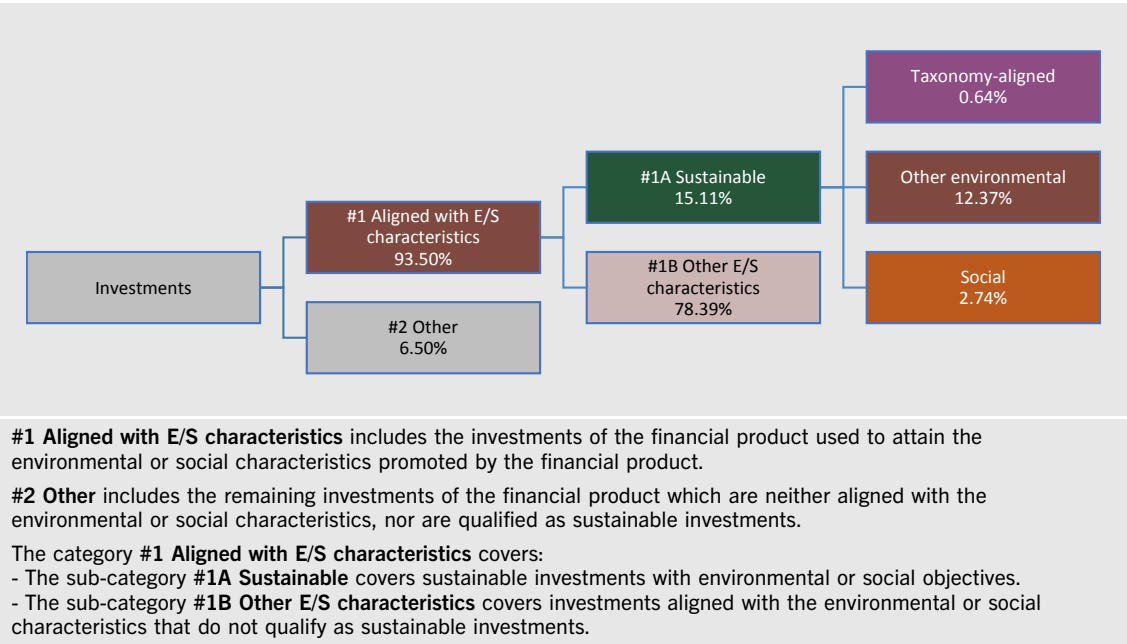 Investments
#1 Aligned with E/S
characteristics
93.50%
#2 Other
6.50%
#1A Sustainable
15.11%
#1B Other E/S
characteristics
78.39%
Taxonomy-aligned
0.64%
Other environmental
12.37%
Social
2.74%
#1 Aligned with E/S characteristics includes the investments of the financial product used to attain the
environmental or social characteristics promoted by the financial product.
#2 Other includes the remaining investments of the financial product which are neither aligned with the
environmental or social characteristics, nor are qualified as sustainable investments.
The category #1 Aligned with E/S characteristics covers:
- The sub-category #1A Sustainable covers sustainable investments with environmental or social objectives.
- The sub-category #1B Other E/S characteristics covers investments aligned with the environmental or social
characteristics that do not qualify as sustainable investments.